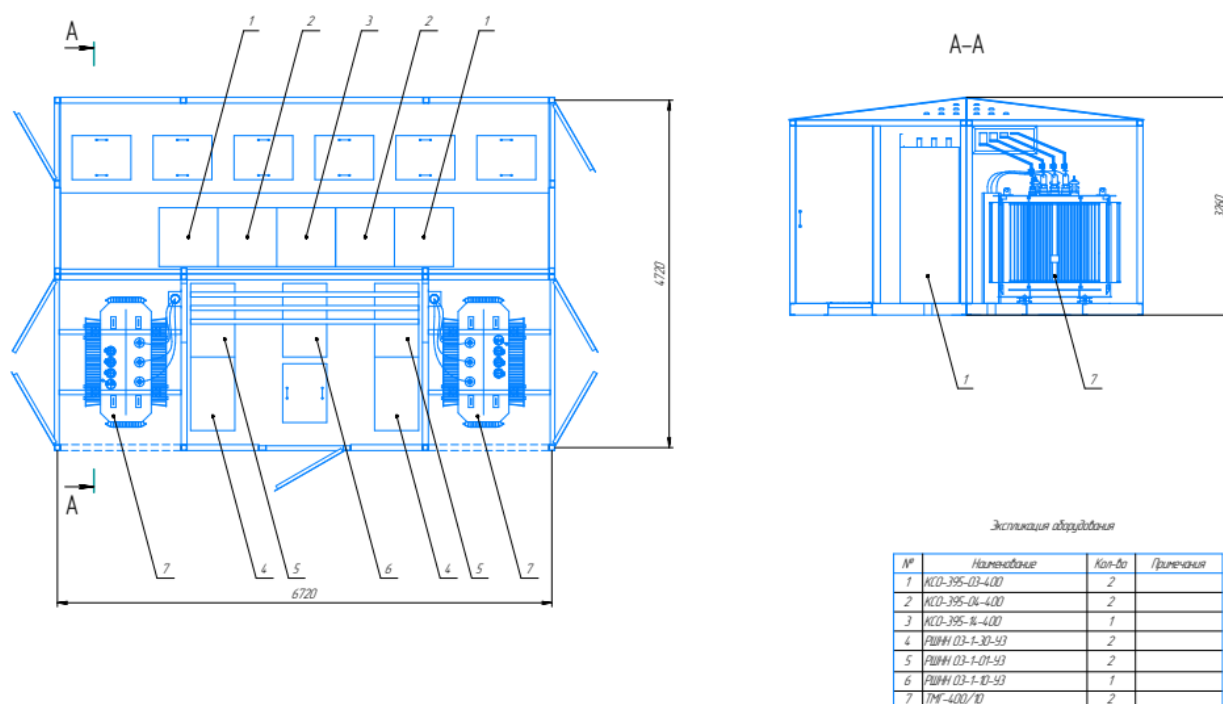 1 2 3 2 1
А
А-А
4720
3260
1 7
А
7 4 5 6 4 5 7
6720
Экспликация оборудования
№ Наименование Кол-во Примечания
1 КСО-395-03-400 2
2 КСО-395-04-400 2
3 КСО-395-14-400 1
4 РШНН 03-1-30-У3 2
5 РШНН 03-1-01-У3 2
6 РШНН 03-1-10-У3 1
7 ТМГ-400/10 2